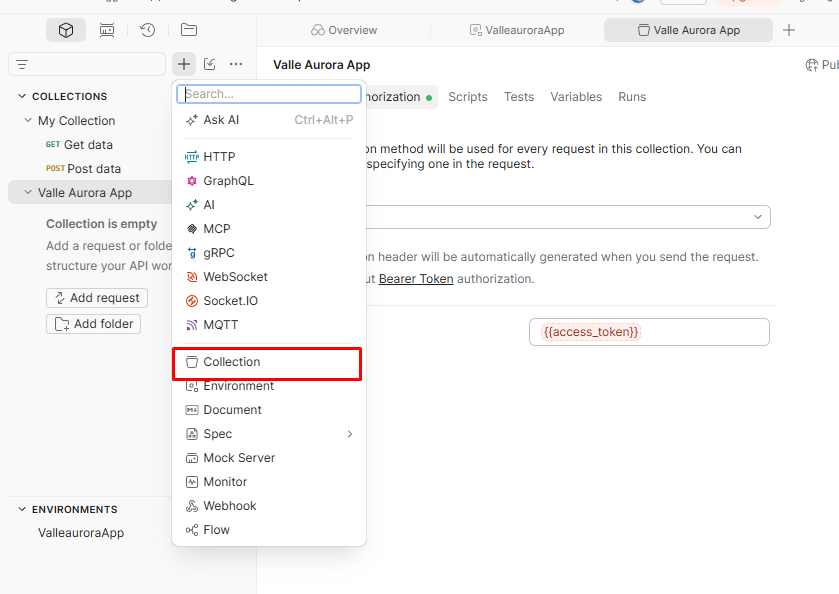 Overview
ValleauroraApp
Valle Aurora App
Valle Aurora App
COLLECTIONS
My Collection
GET Get data
POST Post data
Valle Aurora App
Collection is empty
Add a request or folde
structure your API wor
Add request
Add folder
ENVIRONMENTS
ValleauroraApp
Search...
Ask AI Ctrl+Alt+P
HTTP HTTP
GraphQL
AI
MCP
gRPC
WebSocket
Socket.IO
MQTT
Collection
Environment
Document
Spec
Mock Server
Monitor
Webhook
Flow
horization Scripts Tests Variables Runs
on method will be used for every request in this collection. You can
specifying one in the request.
on header will be automatically generated when you send the request.
ut Bearer Token authorization.
{{access_token}}
Pu